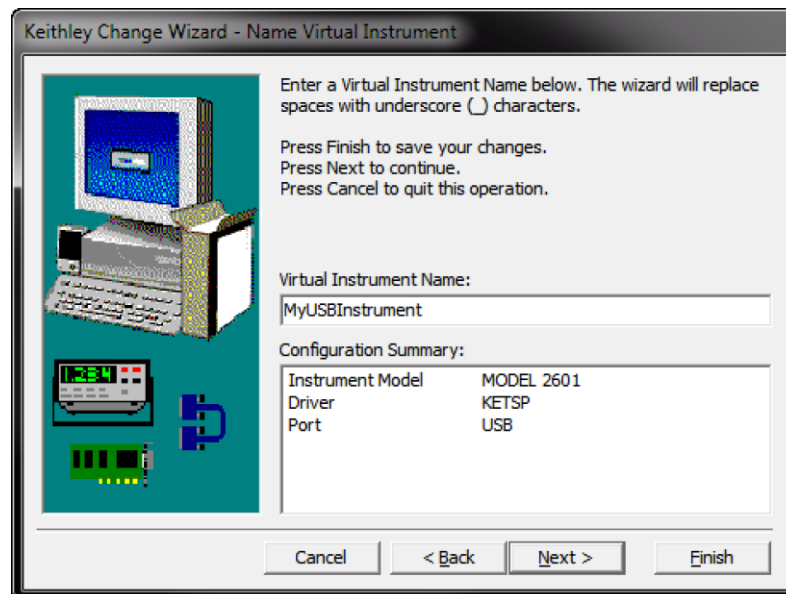 Keithley Change Wizard - Name Virtual Instrument
Enter a Virtual Instrument Name below. The wizard will replace
spaces with underscore (_) characters.
Press Finish to save your changes.
Press Next to continue.
Press Cancel to quit this operation.
Virtual Instrument Name:
MyUSBInstrument
Configuration Summary:
Instrument Model MODEL 2601
Driver KETSP
Port USB
1.234
Cancel < Back Next > Finish